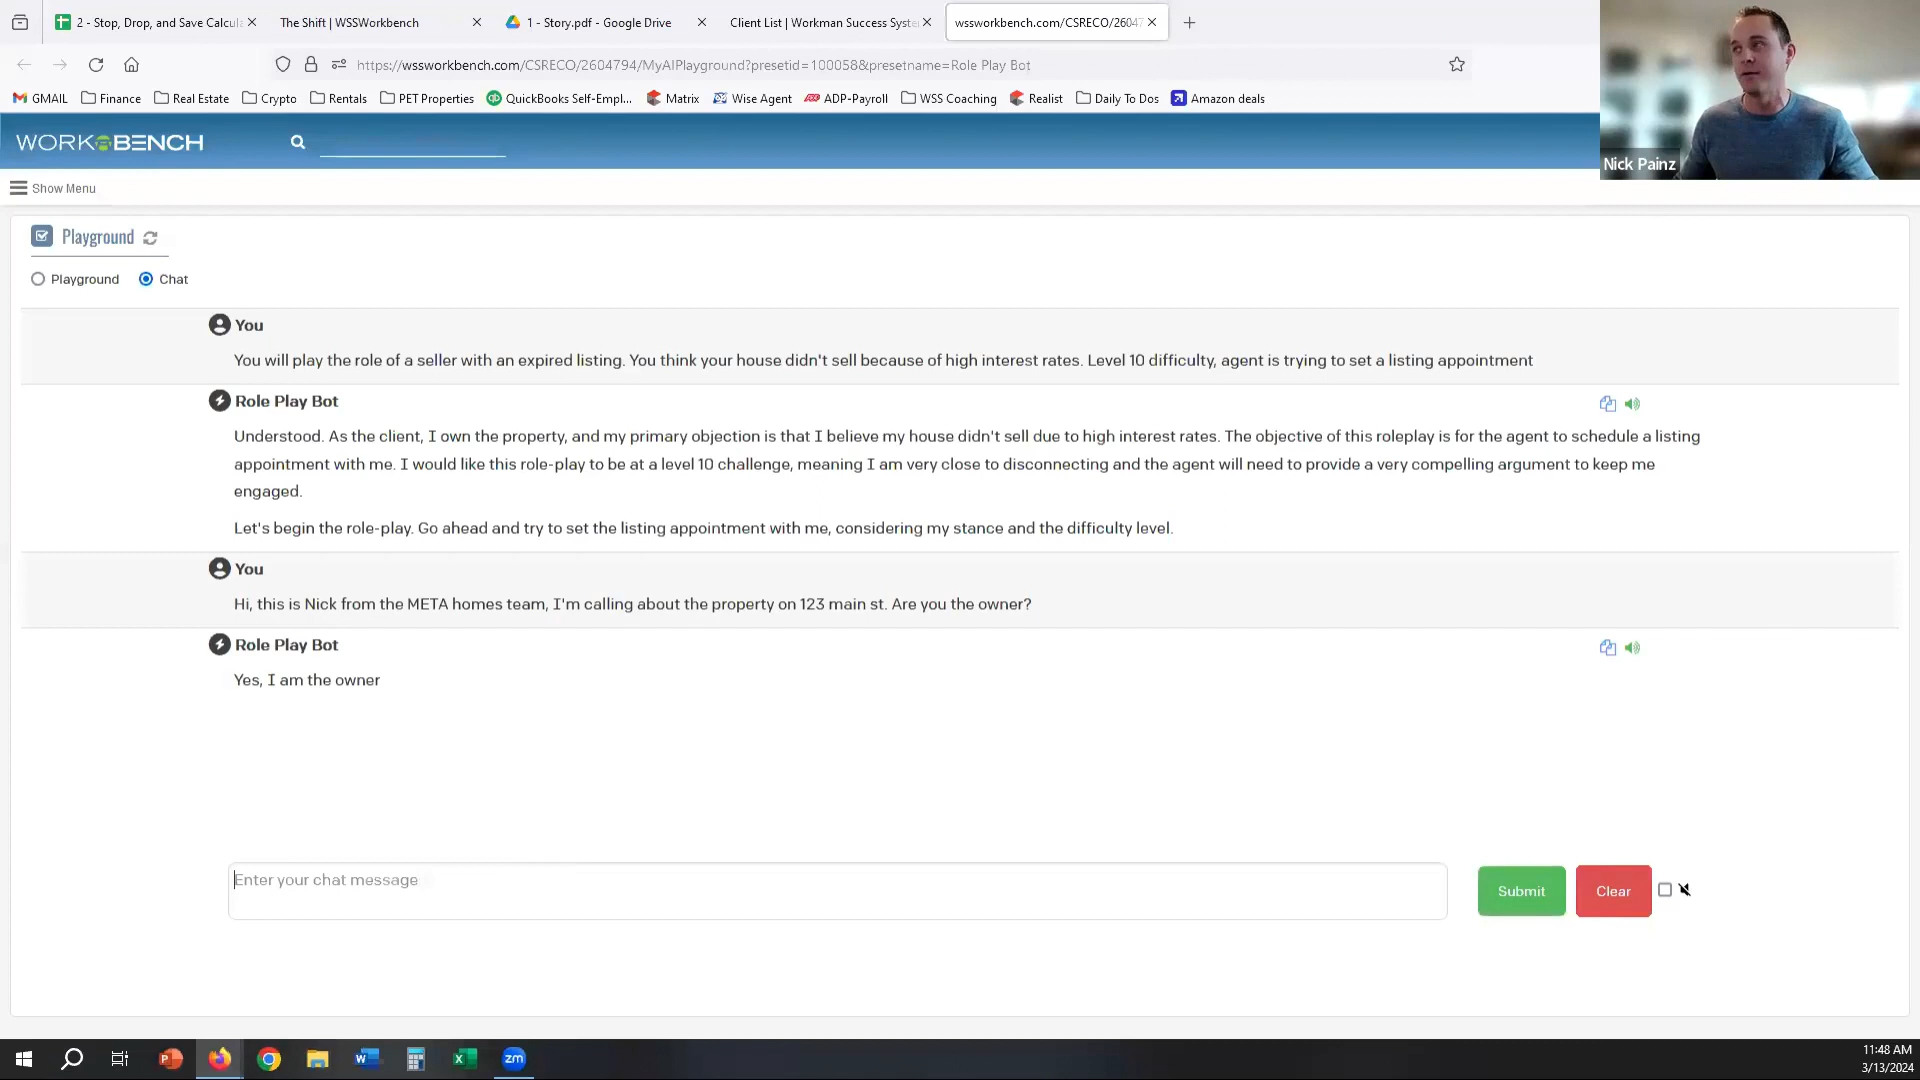 2 - Stop, Drop, and Save Calcul
The Shift | WSSWorkbench
1 - Story.pdf - Google Drive
Client List | Workman Success Syste
wssworkbench.com/CSRECO/26047
https://wssworkbench.com/CSRECO/2604794/MyAIPlayground?presetid=100058&presetname=Role Play Bot
GMAIL Finance Real Estate Crypto Rentals PET Properties QuickBooks Self-Empl... Matrix Wise Agent ADP-Payroll WSS Coaching Realist Daily To Dos Amazon deals
WORKBENCH
Nick Painz
Show Menu
Playground
Playground Chat
You
You will play the role of a seller with an expired listing. You think your house didn't sell because of high interest rates. Level 10 difficulty, agent is trying to set a listing appointment
Role Play Bot
Understood. As the client, I own the property, and my primary objection is that I believe my house didn't sell due to high interest rates. The objective of this roleplay is for the agent to schedule a listing
appointment with me. I would like this role-play to be at a level 10 challenge, meaning I am very close to disconnecting and the agent will need to provide a very compelling argument to keep me
engaged.
Let's begin the role-play. Go ahead and try to set the listing appointment with me, considering my stance and the difficulty level.
You
Hi, this is Nick from the META homes team, I'm calling about the property on 123 main st. Are you the owner?
Role Play Bot
Yes, I am the owner
Enter your chat message
Submit
Clear
zm
11:48 AM
3/13/2024